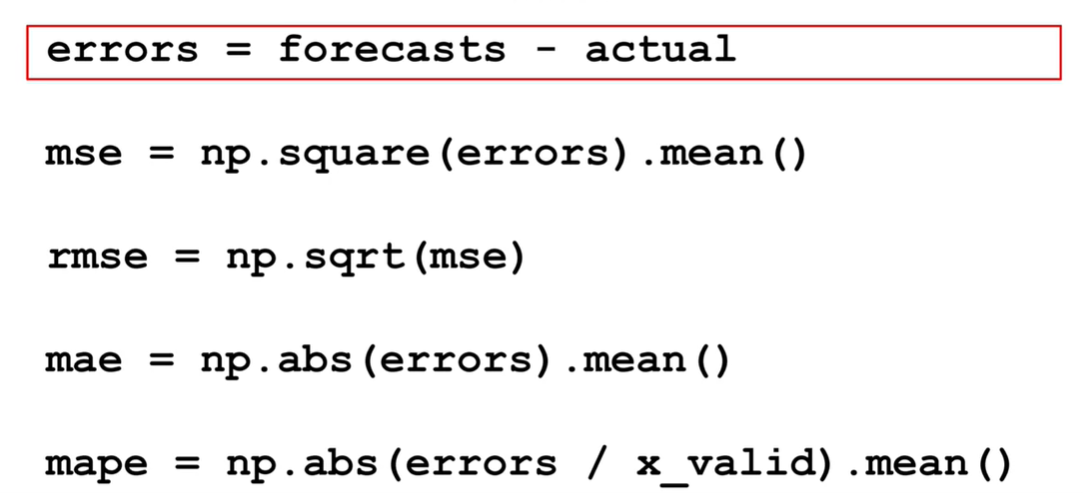 errors = forecasts - actual
mse = np.square(errors).mean()
rmse = np.sqrt(mse)
mae = np.abs(errors).mean()
mape = np.abs(errors / x_valid).mean()